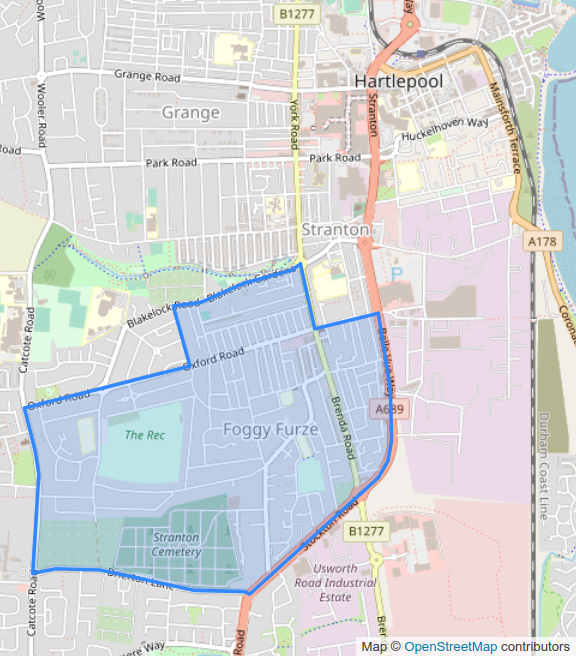 B1277
Way
Wooler Road
Grange Road
York Road
Hartlepool
Stranton
Mainsforth Terrace
Grange
Huckelhoven Way
Road
Park Road
Park Road
Stranton
A178
P
Blakelock Road
Blakelock Gardens
Catcote Road
Oxford Road
Belle Vue Way
Oxford Road
A689
Brenda Road
The Rec
Foggy Furze
Durham Coast Line
Stranton
Cemetery
Stockton Road
B1277
Usworth
Road Industrial
Estate
Brierton Lane
Catcote Road
Road
Map © OpenStreetMap contributors